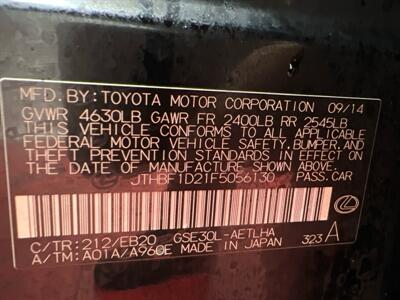 MFD. BY: TOYOTA MOTOR CORPORATION 09/14
GVWR 4630LB GAWR FR 2400LB RR 2545LB
THIS VEHICLE CONFORMS TO ALL APPLICABLE
FEDERAL MOTOR VEHICLE SAFETY, BUMPER, AND
THEFT PREVENTION STANDARDS IN EFFECT ON
THE DATE OF MANUFACTURE SHOWN ABOVE.
JTHBF1D21F5056130 PASS.CAR
C/TR: 212/EB20 GSE30L-AETLHA 323 A
A/TM: A01A/A960E MADE IN JAPAN